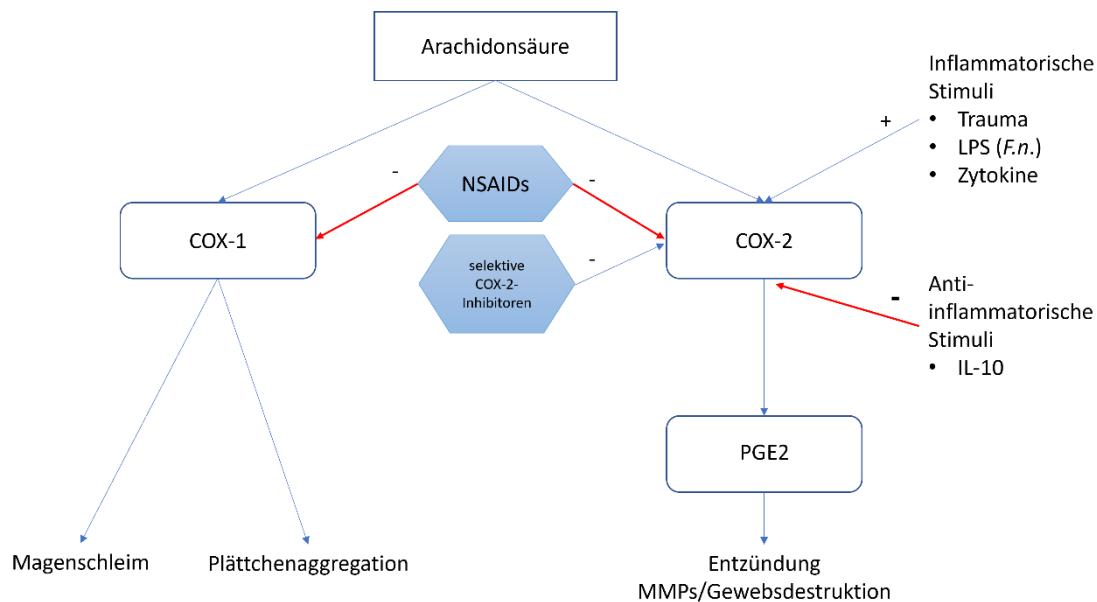 Arachidonsäure
Inflammatorische
Stimuli
• Trauma
• LPS (F.n.)
• Zytokine
+
-
NSAIDs
-
COX-1
COX-2
selektive
COX-2-
Inhibitoren
-
-
Anti-
inflammatorische
Stimuli
• IL-10
PGE2
Magenschleim
Plättchenaggregation
Entzündung
MMPs/Gewebsdestruktion